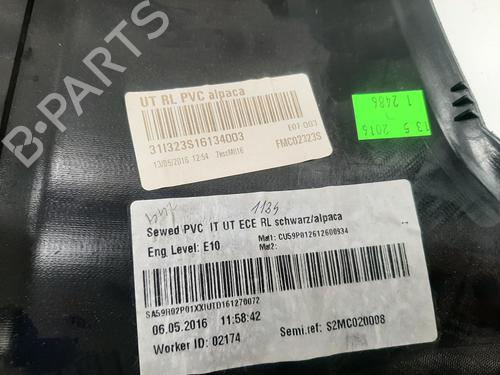 UT RL PVC alpaca
31I323S16134003
E01-003
13/05/2016 12:54 7essMt16
FMC02323S
13 5 2016
1 2486
1134
Sewed PVC IT UT ECE RL schwarz/alpaca
Eng. Level: E10
Mat1: CU59P012612600934
Mat2:
SA59R02P01XXIUTD161270072
06.05.2016 11:58:42
Worker ID: 02174
Semi.ref: S2MC020008
B-PARTS